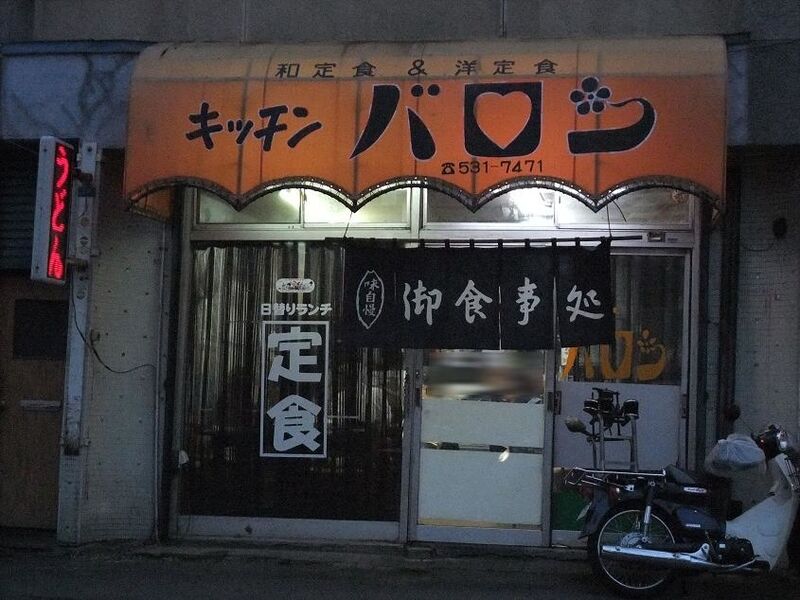 和定食 & 洋定食
キッチン バロン
☎531-7471
うどん
味自慢
御食事処
日替りランチ
定食
バロン